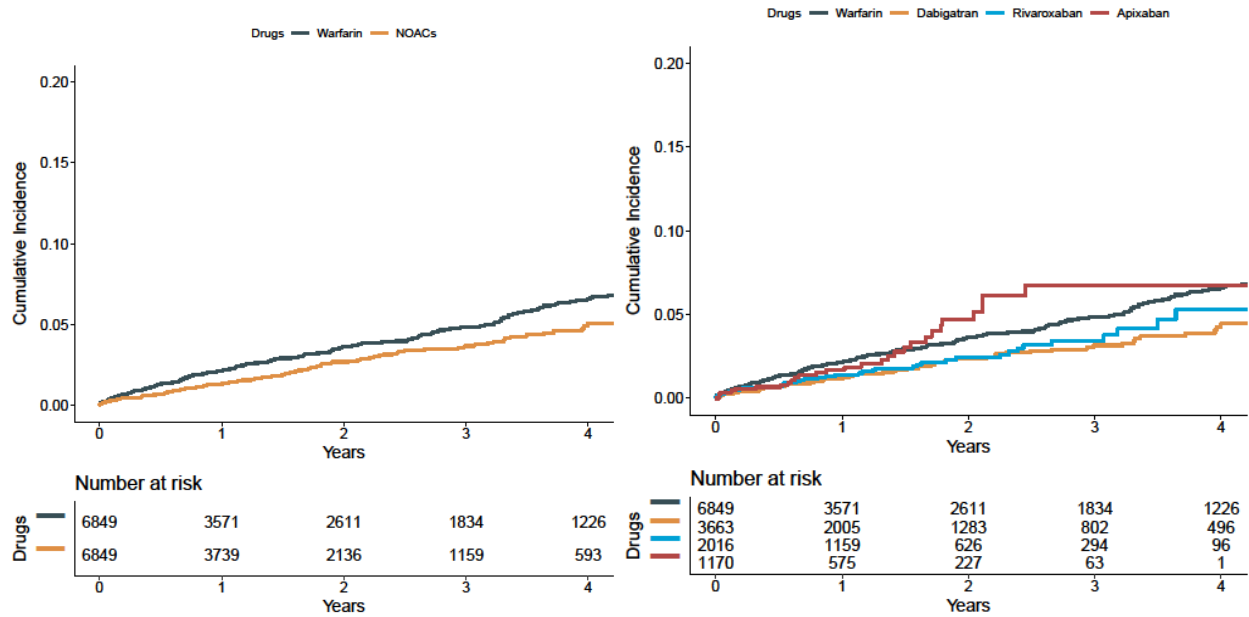 Drugs Warfarin NOACs
0.20
0.15
0.10
0.05
0.00
Cumulative Incidence
0 1 2 3 4
Years
Number at risk
Drugs
6849 3571 2611 1834 1226
6849 3739 2136 1159 593
0 1 2 3 4
Years
Drugs Warfarin Dabigatran Rivaroxaban Apixaban
0.20
0.15
0.10
0.05
0.00
Cumulative Incidence
0 1 2 3 4
Years
Number at risk
Drugs
6849 3571 2611 1834 1226
3663 2005 1283 802 496
2016 1159 626 294 96
1170 575 227 63 1
0 1 2 3 4
Years